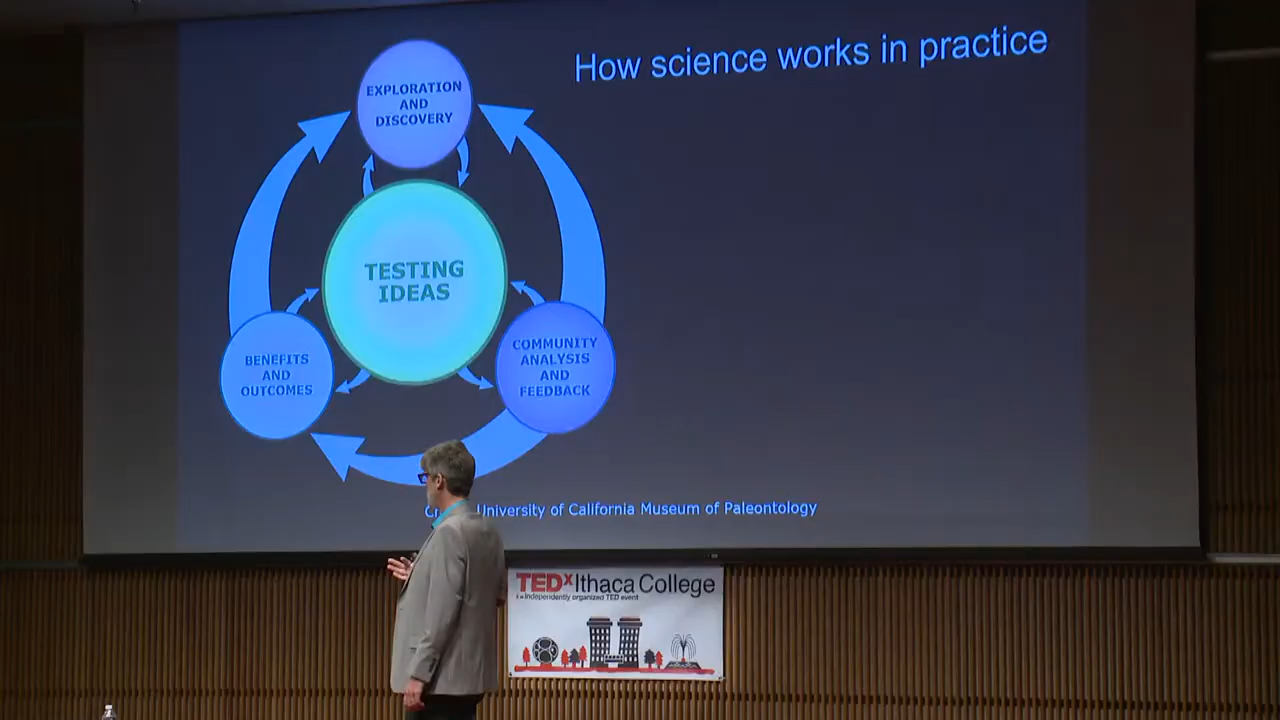 How science works in practice
EXPLORATION
AND
DISCOVERY
TESTING
IDEAS
BENEFITS
AND
OUTCOMES
COMMUNITY
ANALYSIS
AND
FEEDBACK
University of California Museum of Paleontology
TEDxIthaca College
x = independently organized TED event